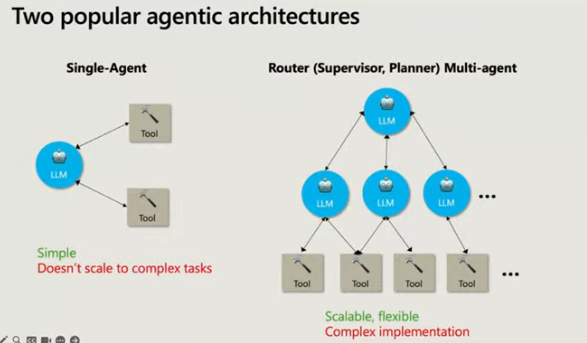 Two popular agentic architectures
Single-Agent
Router (Supervisor, Planner) Multi-agent
LLM
Tool
Tool
Simple
Doesn't scale to complex tasks
LLM
LLM
LLM
LLM
...
Tool
Tool
Tool
Tool
...
Scalable, flexible
Complex implementation